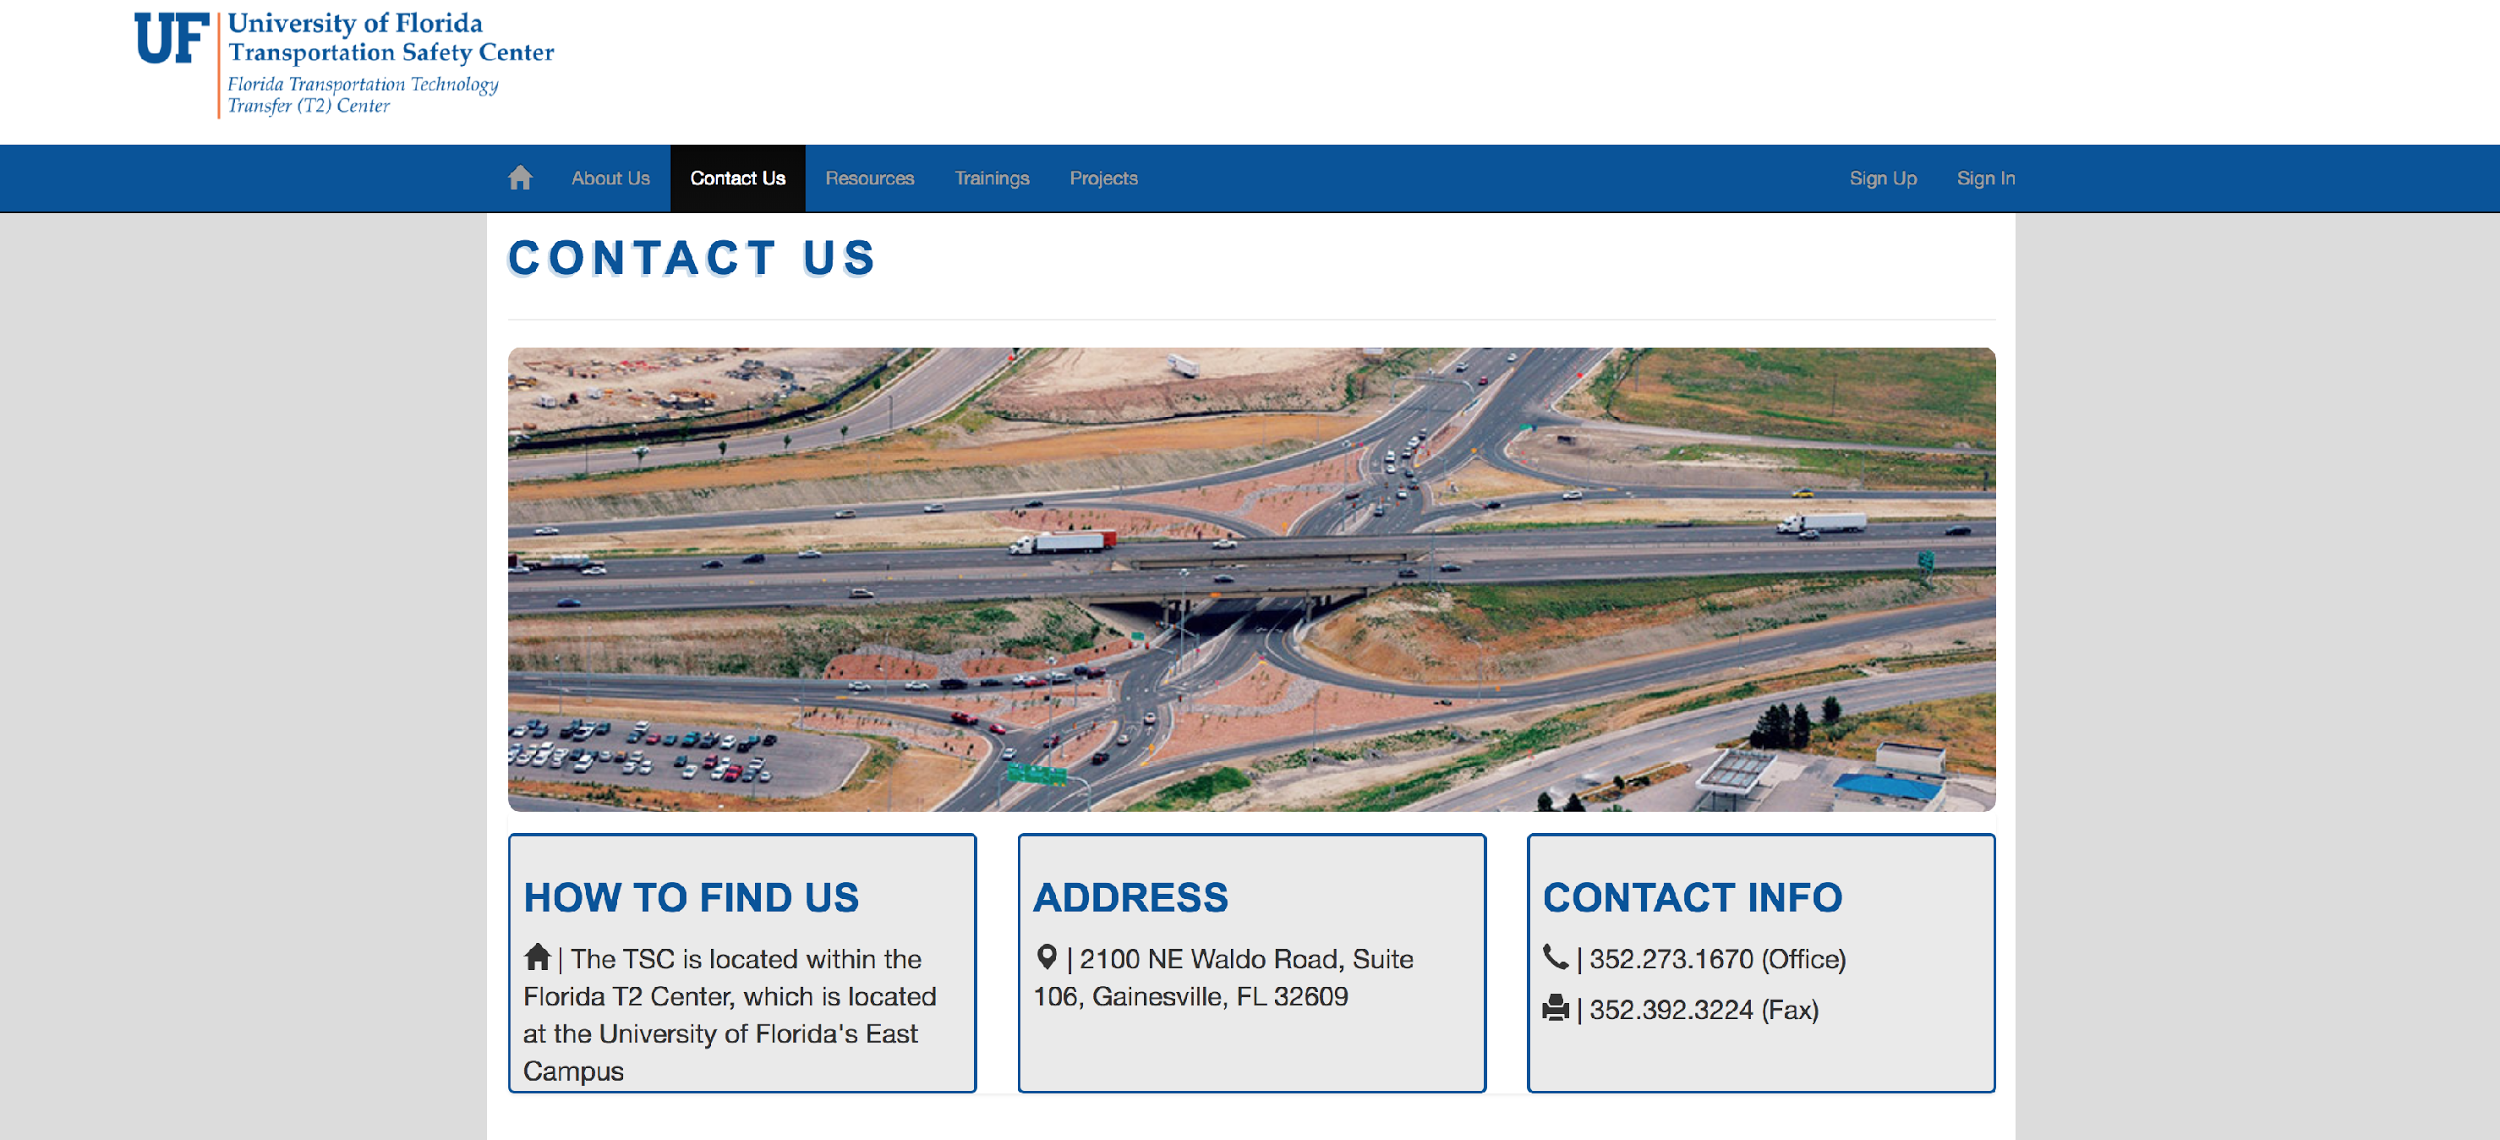 UF
University of Florida
Transportation Safety Center
Florida Transportation Technology
Transfer (T2) Center
About Us
Contact Us
Resources
Trainings
Projects
Sign Up
Sign In
CONTACT US
HOW TO FIND US
| The TSC is located within the
Florida T2 Center, which is located
at the University of Florida's East
Campus
ADDRESS
| 2100 NE Waldo Road, Suite
106, Gainesville, FL 32609
CONTACT INFO
| 352.273.1670 (Office)
| 352.392.3224 (Fax)